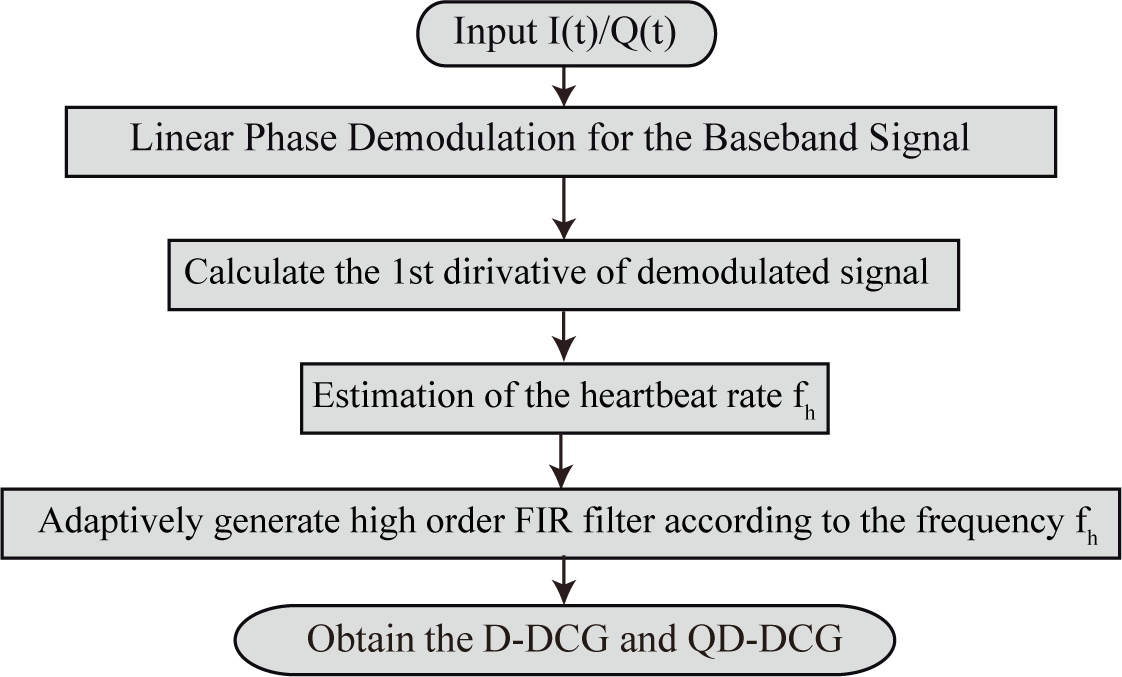 Input I(t)/Q(t)
Linear Phase Demodulation for the Baseband Signal
Calculate the 1st dirivative of demodulated signal
Estimation of the heartbeat rate fh
Adaptively generate high order FIR filter according to the frequency fh
Obtain the D-DCG and QD-DCG